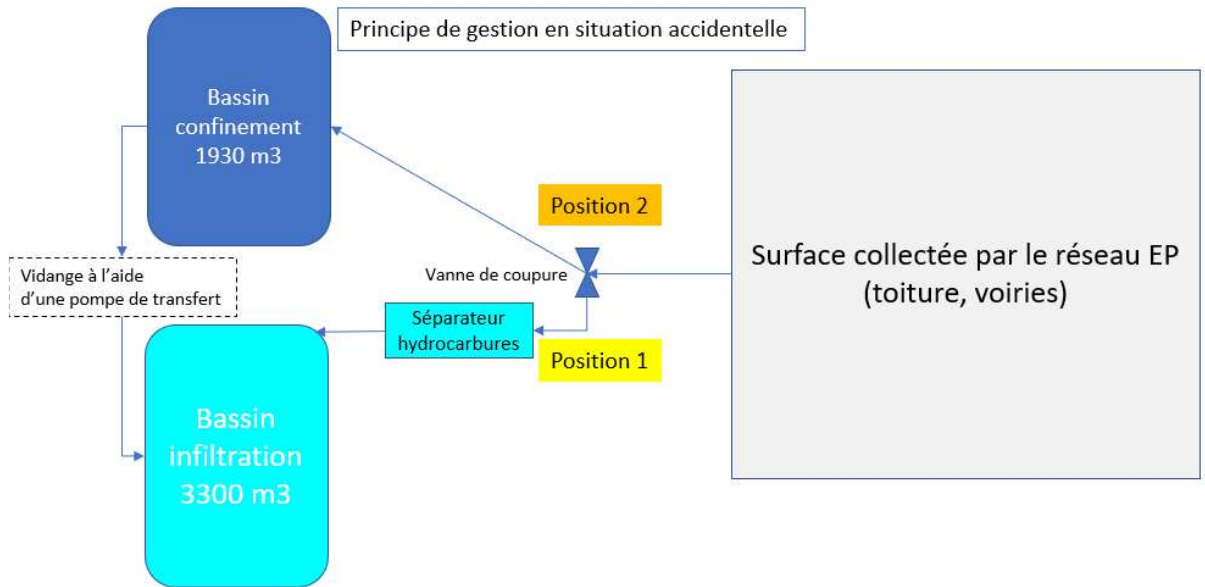 Principe de gestion en situation accidentelle
Bassin
confinement
1930 m3
Position 2
Vanne de coupure
Surface collectée par le réseau EP
(toiture, voiries)
Vidange à l’aide
d’une pompe de transfert
Séparateur
hydrocarbures
Position 1
Bassin
infiltration
3300 m3